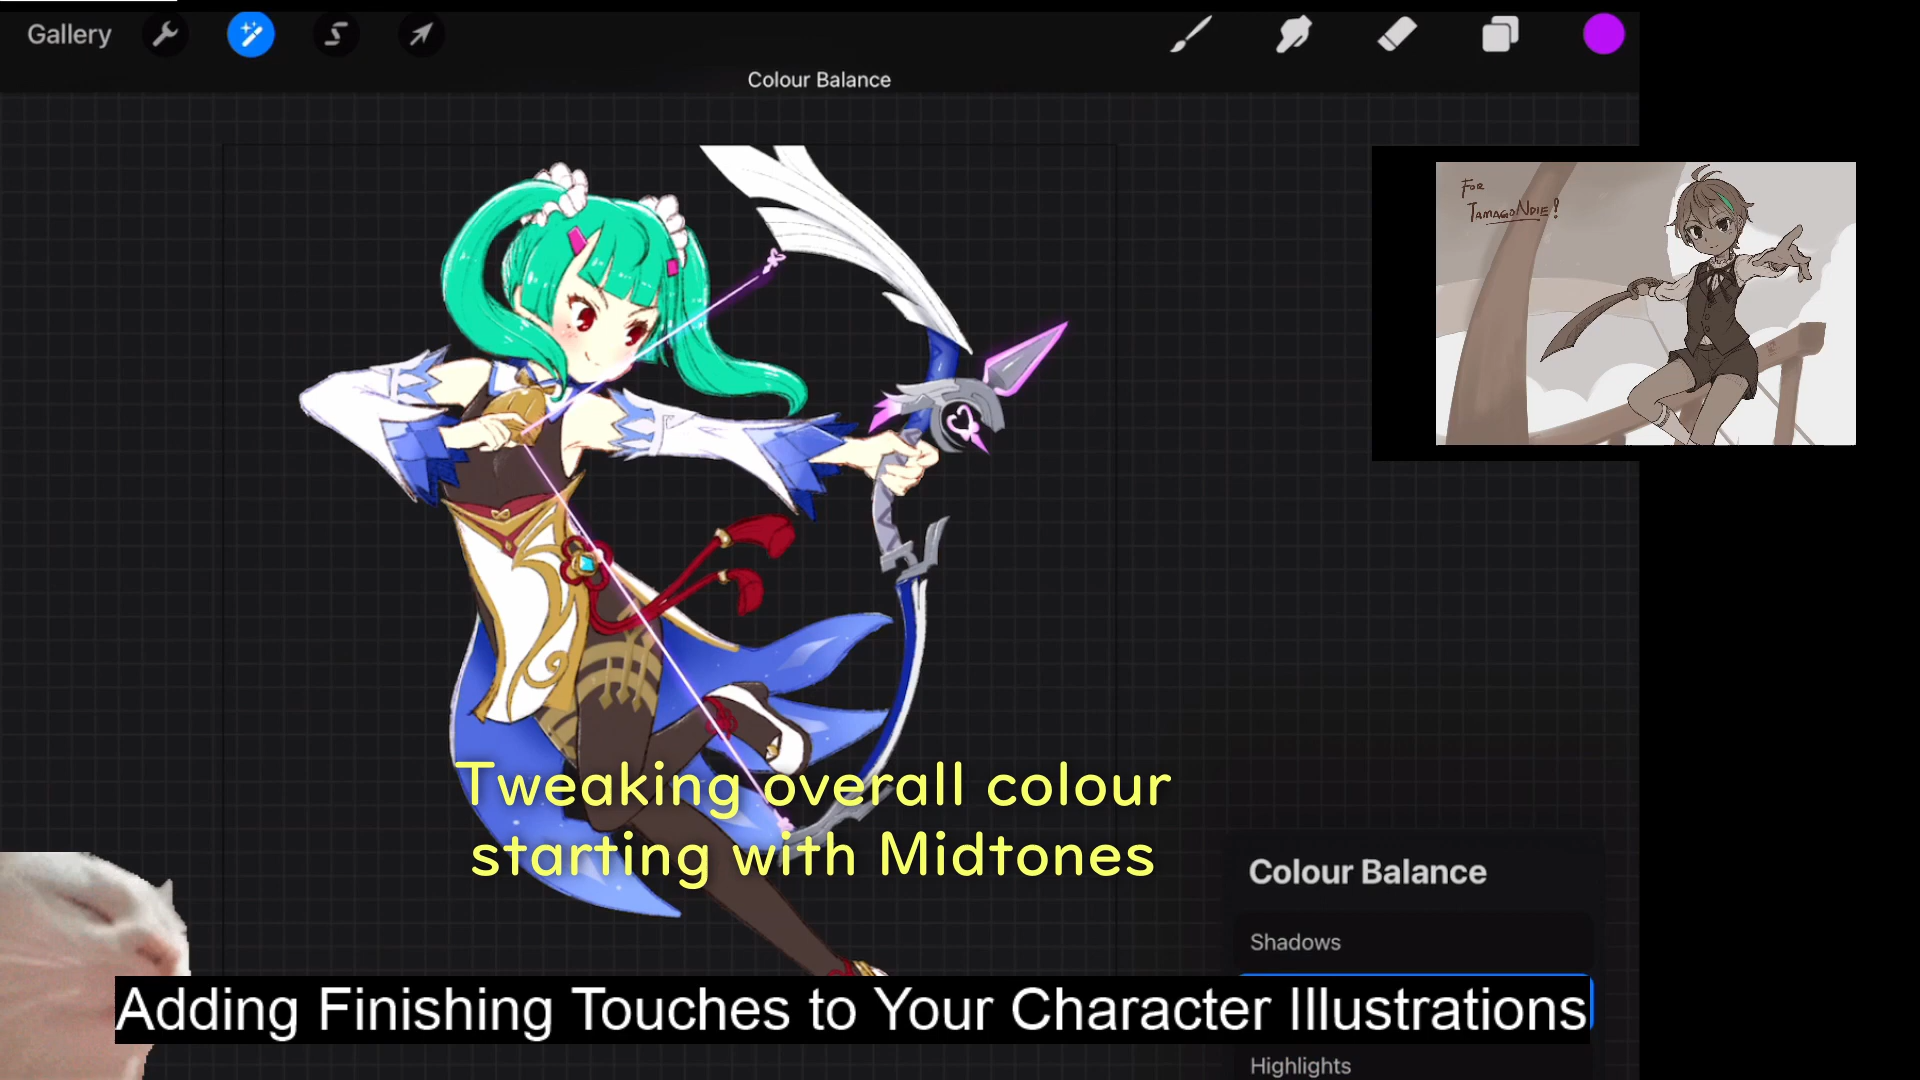 Gallery
Colour Balance
For
TamagoNDIE!
Tweaking overall colour
starting with Midtones
Colour Balance
Shadows
Adding Finishing Touches to Your Character Illustrations
Highlights